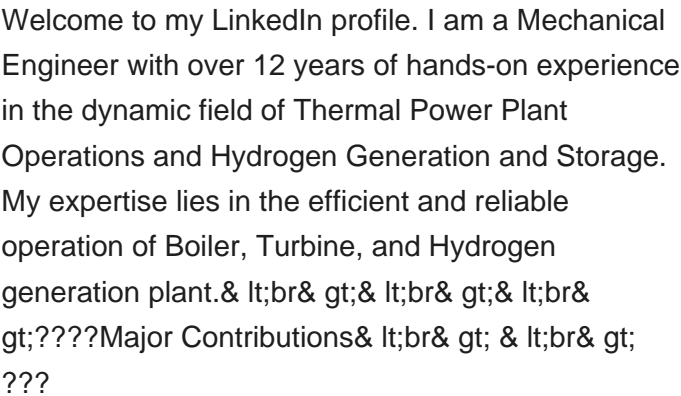 Welcome to my LinkedIn profile. I am a Mechanical
Engineer with over 12 years of hands-on experience
in the dynamic field of Thermal Power Plant
Operations and Hydrogen Generation and Storage.
My expertise lies in the efficient and reliable
operation of Boiler, Turbine, and Hydrogen
generation plant.& lt;br& gt;& lt;br& gt;& lt;br&
gt;????Major Contributions& lt;br& gt; & lt;br& gt;
???